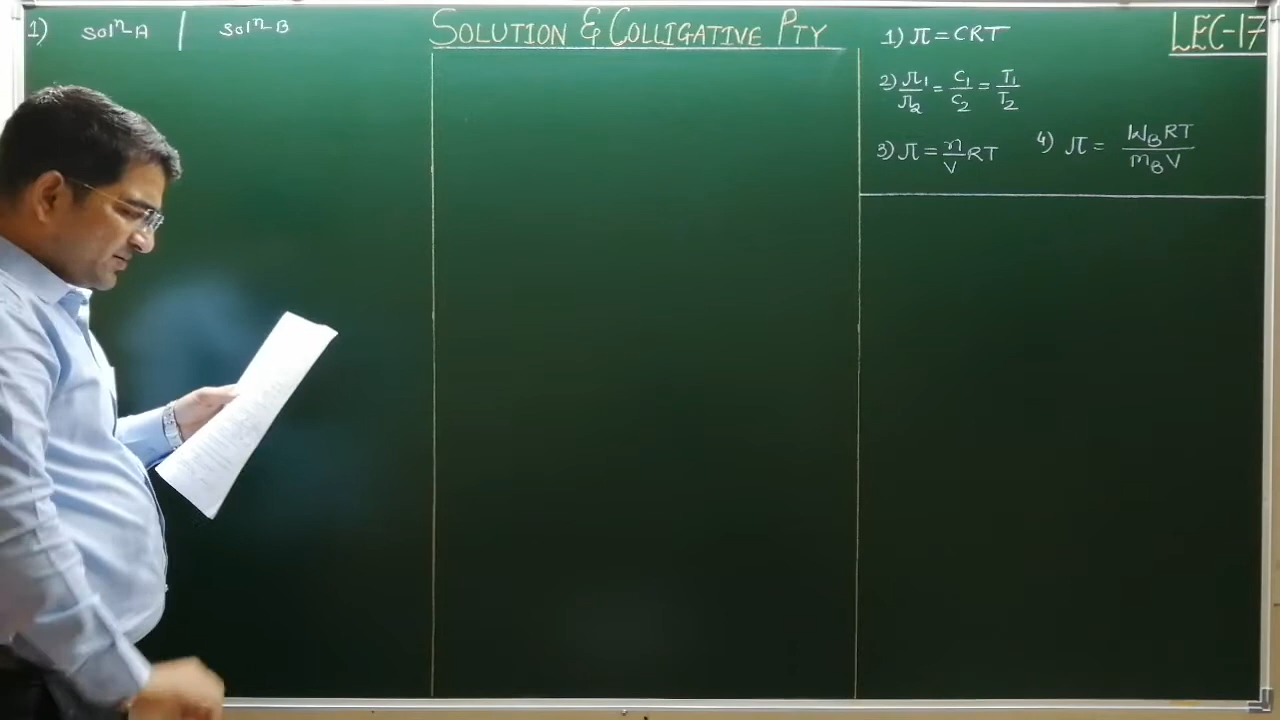 1) Solⁿ A | Solⁿ B
SOLUTION & COLLIGATIVE PTY
LEC-17
1) π = CRT
2) π1/π2 = C1/C2 = T1/T2
3) π = n/V RT
4) π = WB RT / mB V